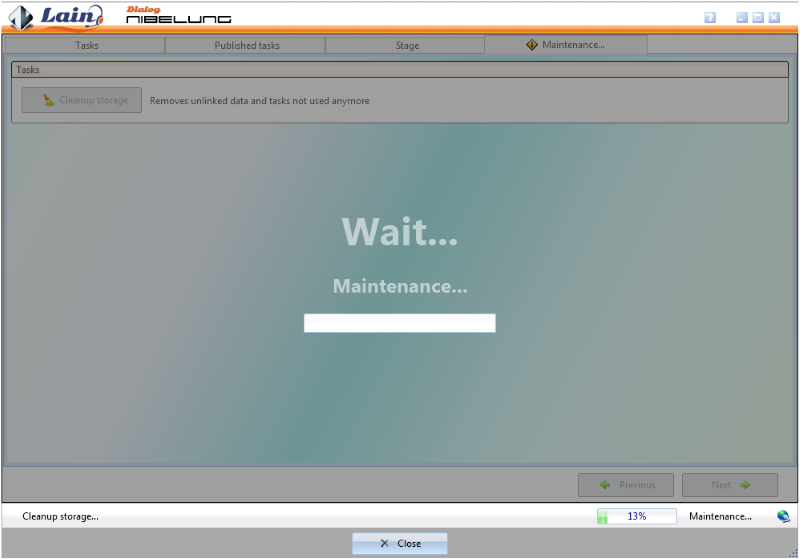 Lain
Dialog
NIBELUNG
?
Tasks
Published tasks
Stage
Maintenance...
Tasks
Cleanup storage
Removes unlinked data and tasks not used anymore
Wait...
Maintenance...
Previous
Next
Cleanup storage...
13%
Maintenance...
Close